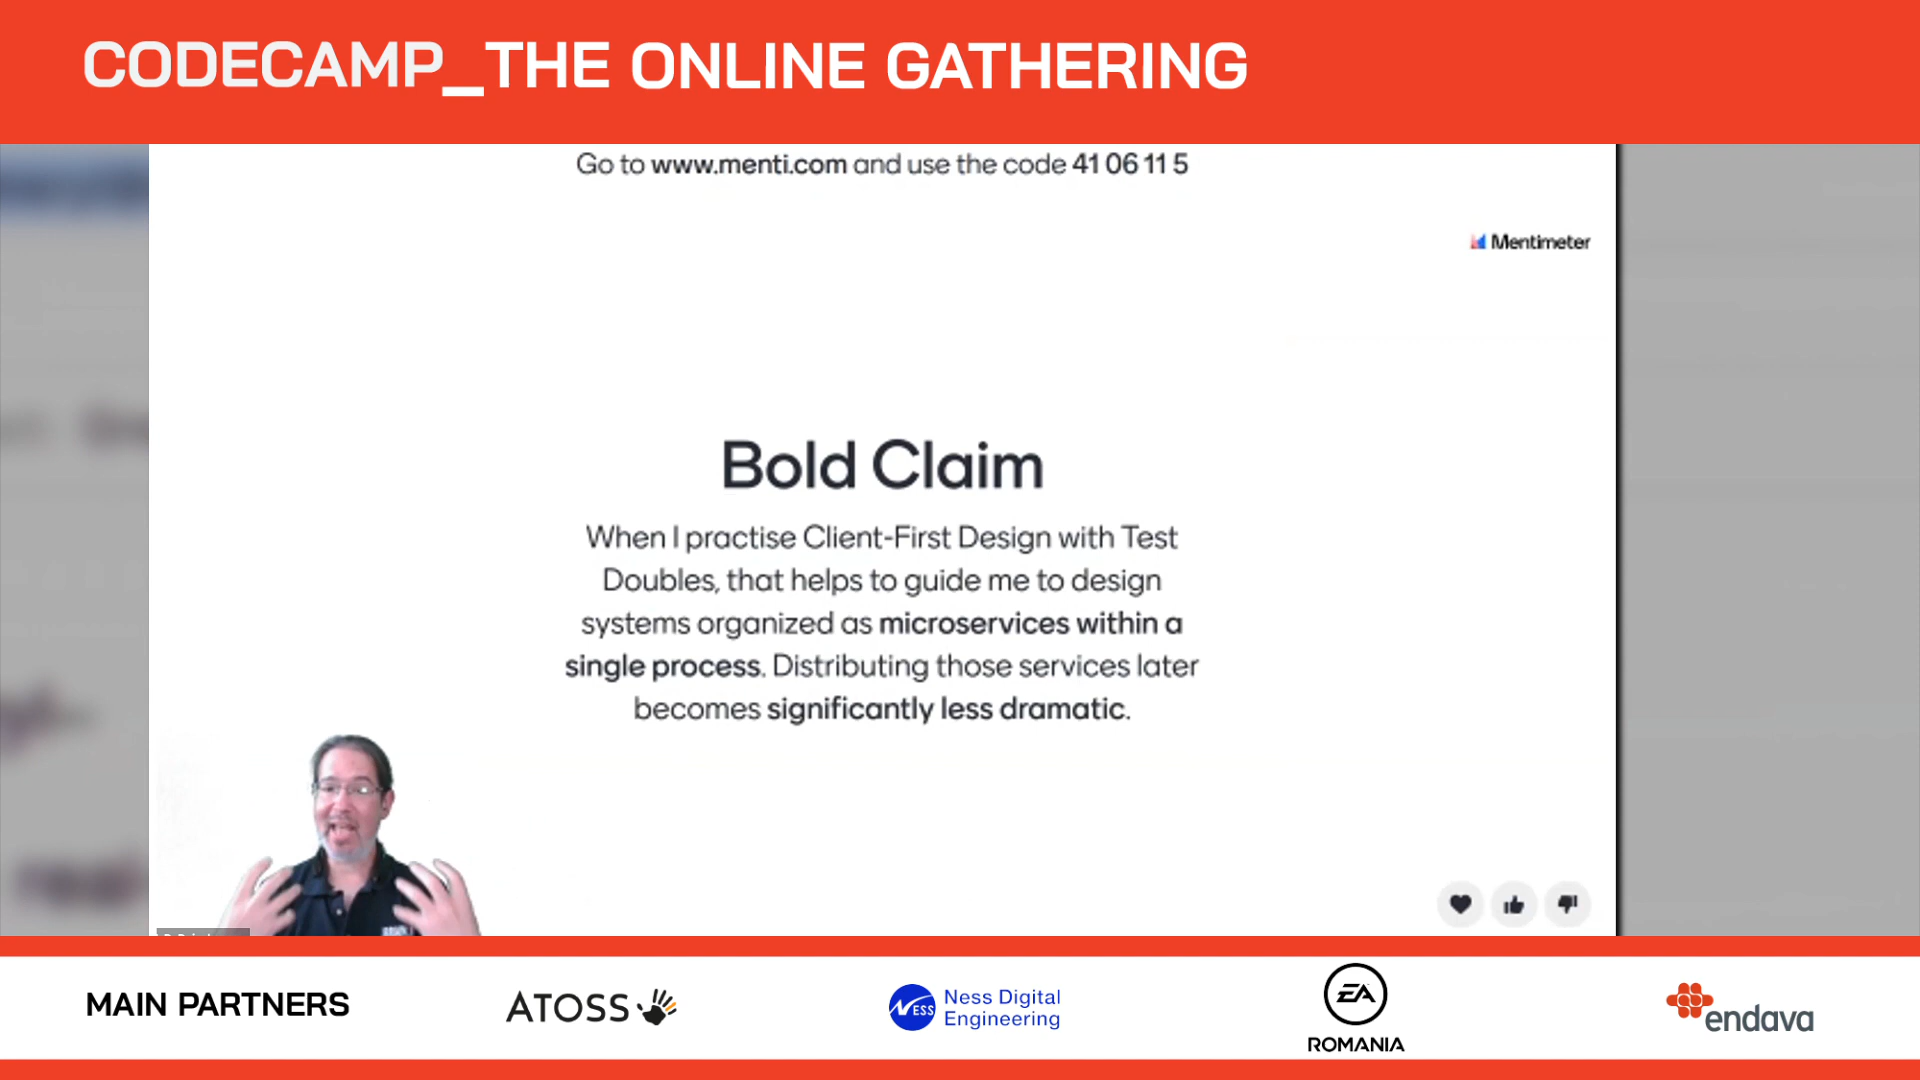 CODECAMP_THE ONLINE GATHERING
Go to www.menti.com and use the code 41 06 11 5
Mentimeter
Bold Claim
When I practise Client-First Design with Test
Doubles, that helps to guide me to design
systems organized as microservices within a
single process. Distributing those services later
becomes significantly less dramatic.
MAIN PARTNERS
ATOSS
NESS
Ness Digital
Engineering
EA
ROMANIA
endava